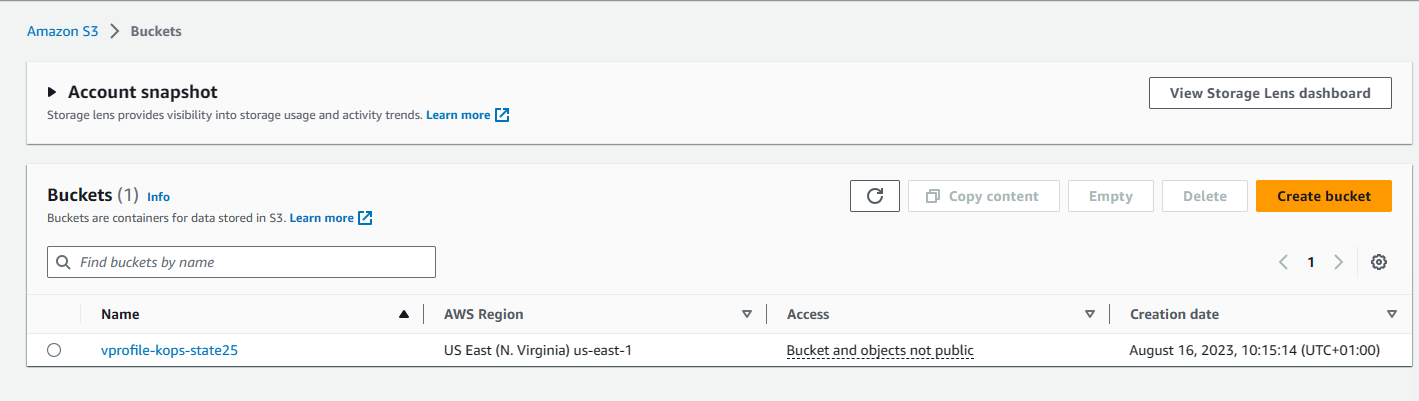 Amazon S3 > Buckets
Account snapshot
View Storage Lens dashboard
Storage lens provides visibility into storage usage and activity trends. Learn more
Buckets (1) Info
Copy content Empty Delete Create bucket
Buckets are containers for data stored in S3. Learn more
Find buckets by name
1
Name AWS Region Access Creation date
vprofile-kops-state25 US East (N. Virginia) us-east-1 Bucket and objects not public August 16, 2023, 10:15:14 (UTC+01:00)